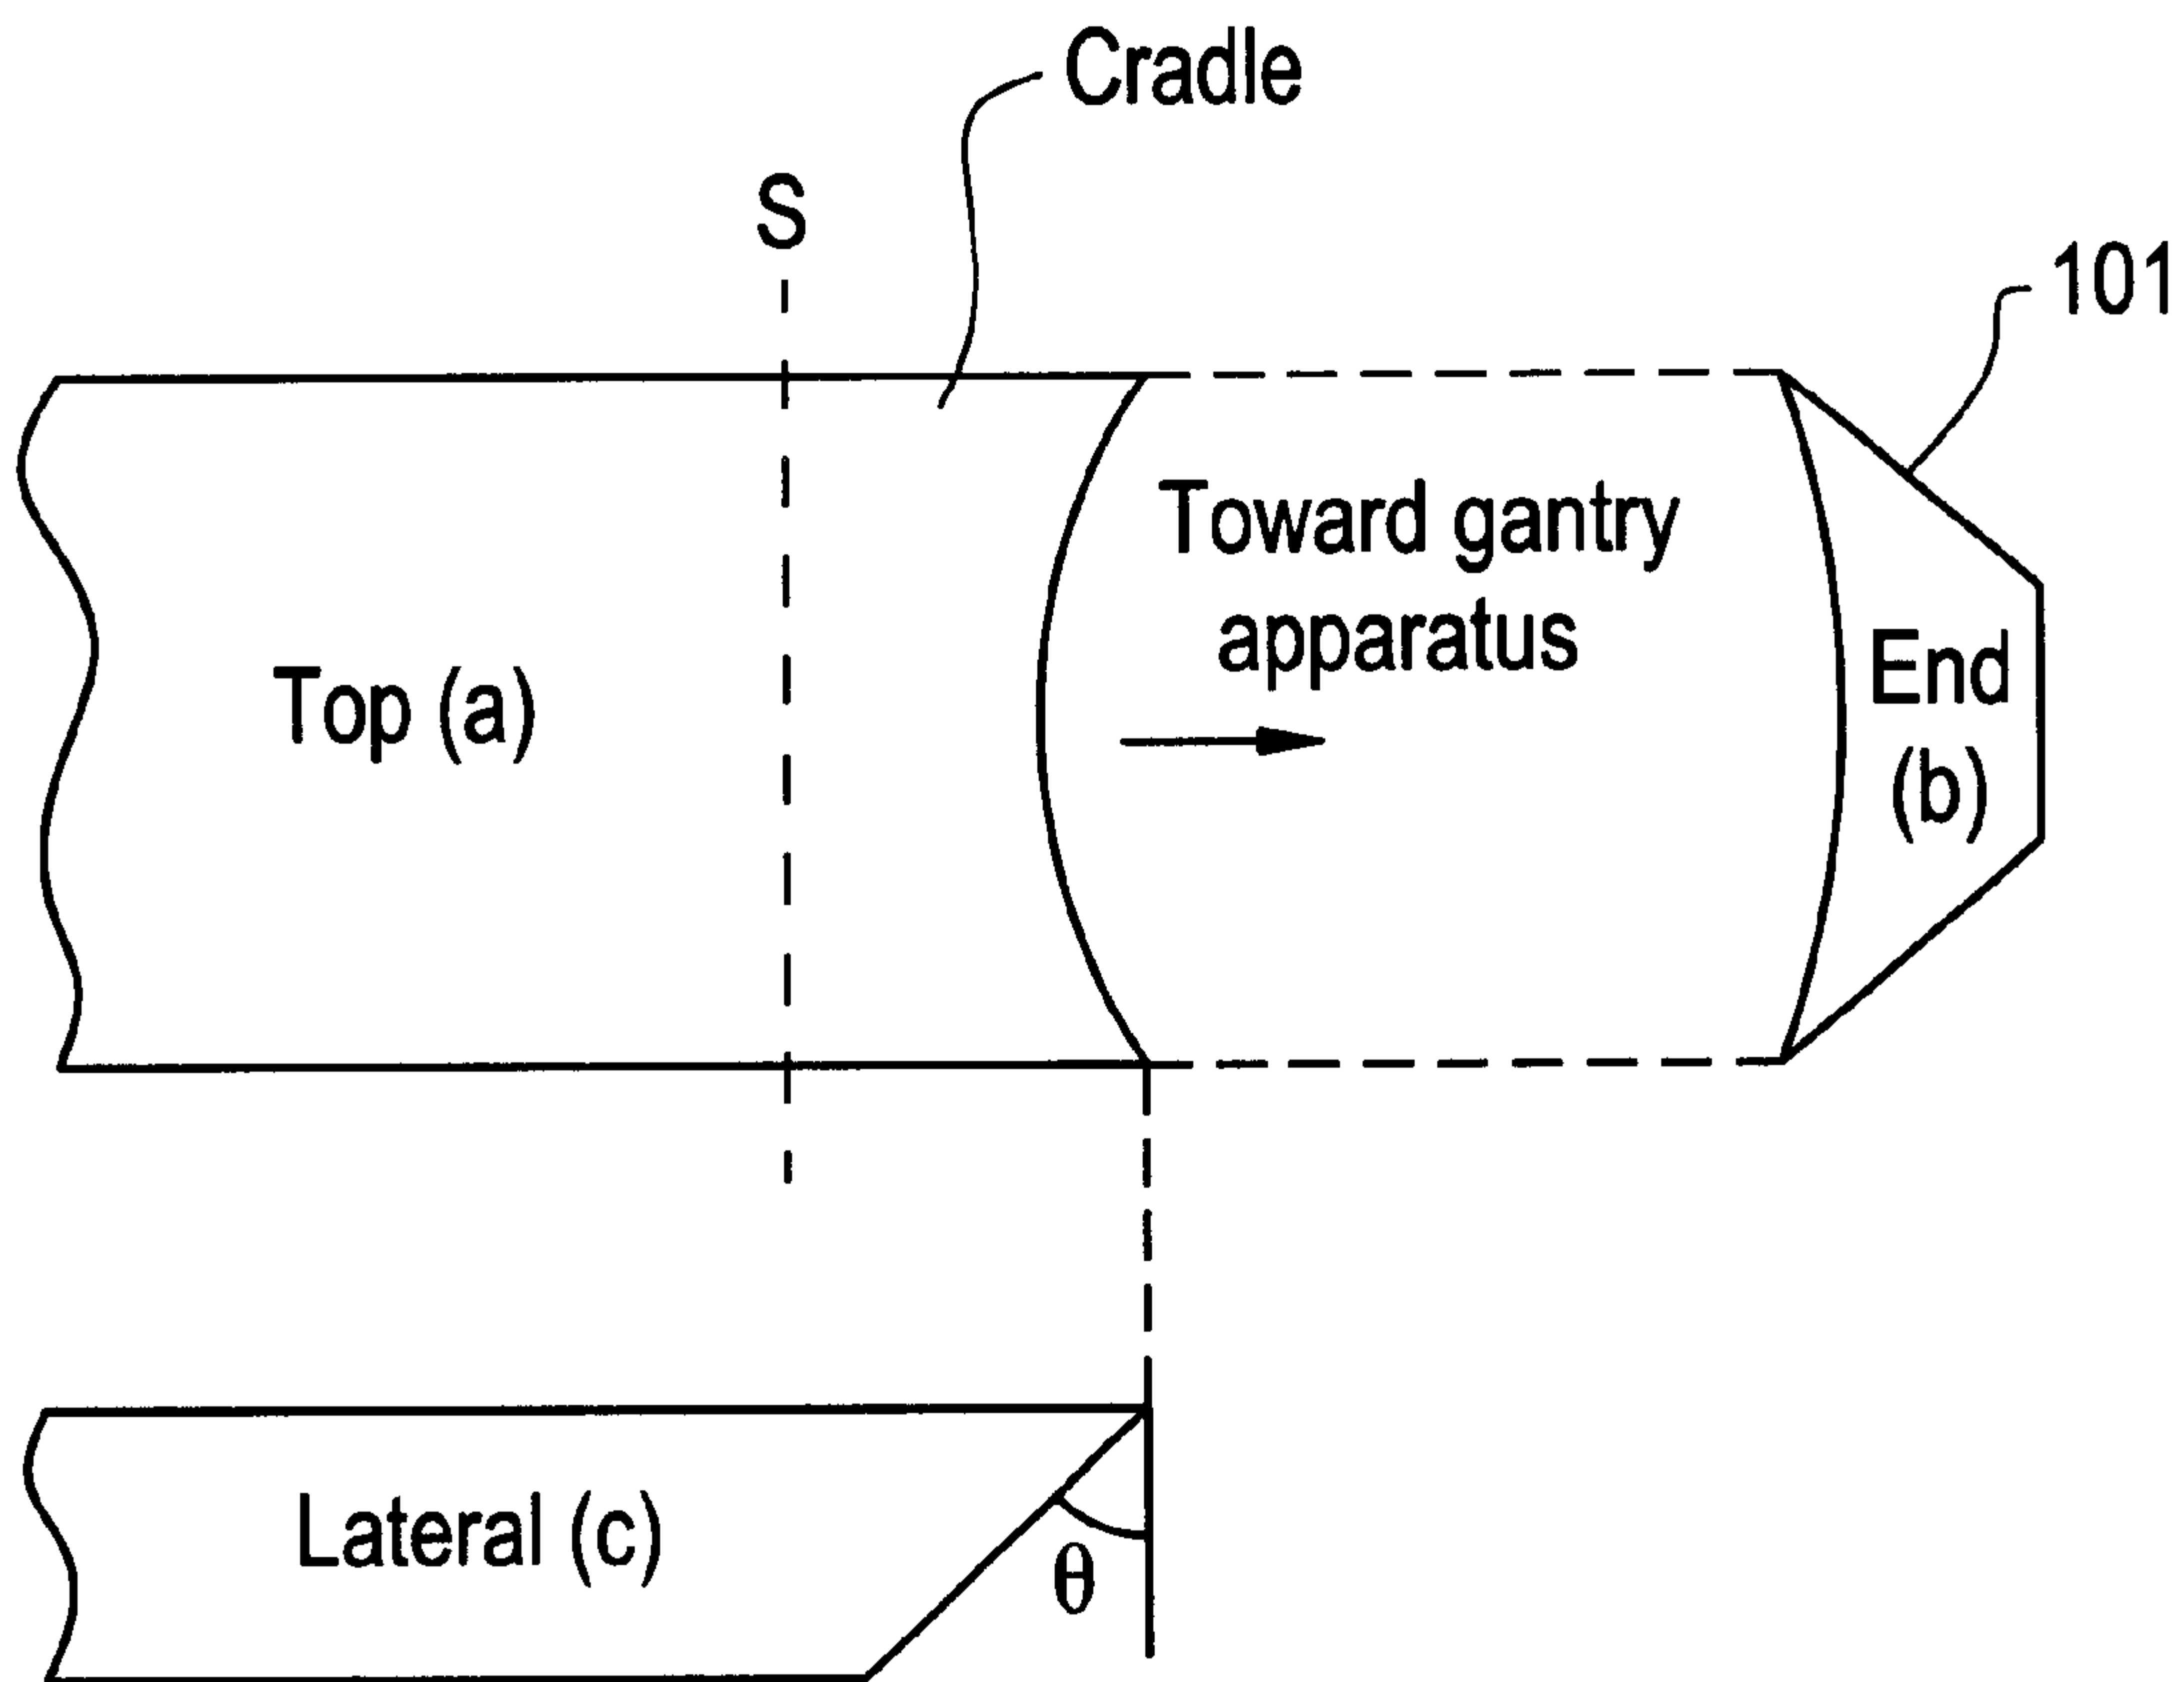 Cradle
S
101
Toward gantry
apparatus
Top (a)
End
(b)
Lateral (c)
θ